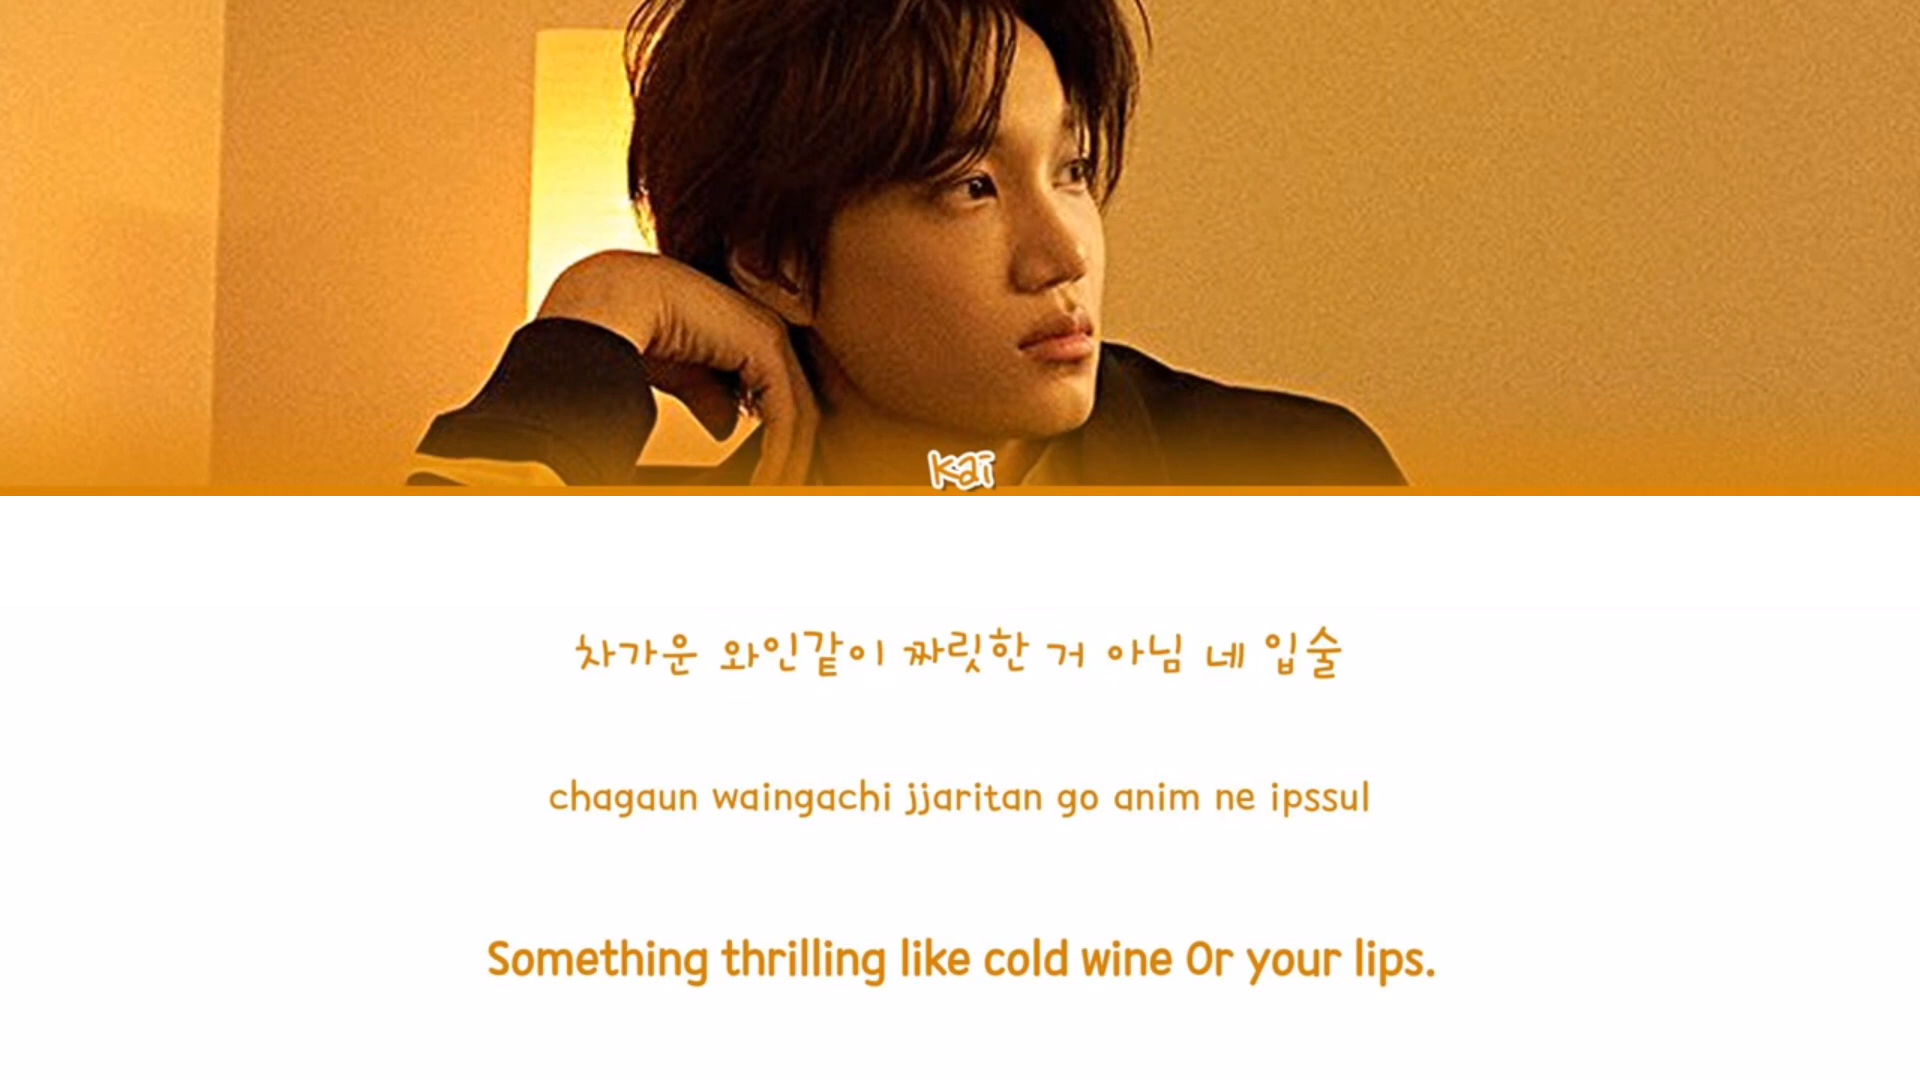 kai
차가운 와인같이 짜릿한 거 아님 네 입술
chagaun waingachi jjaritan go anim ne ipssul
Something thrilling like cold wine Or your lips.